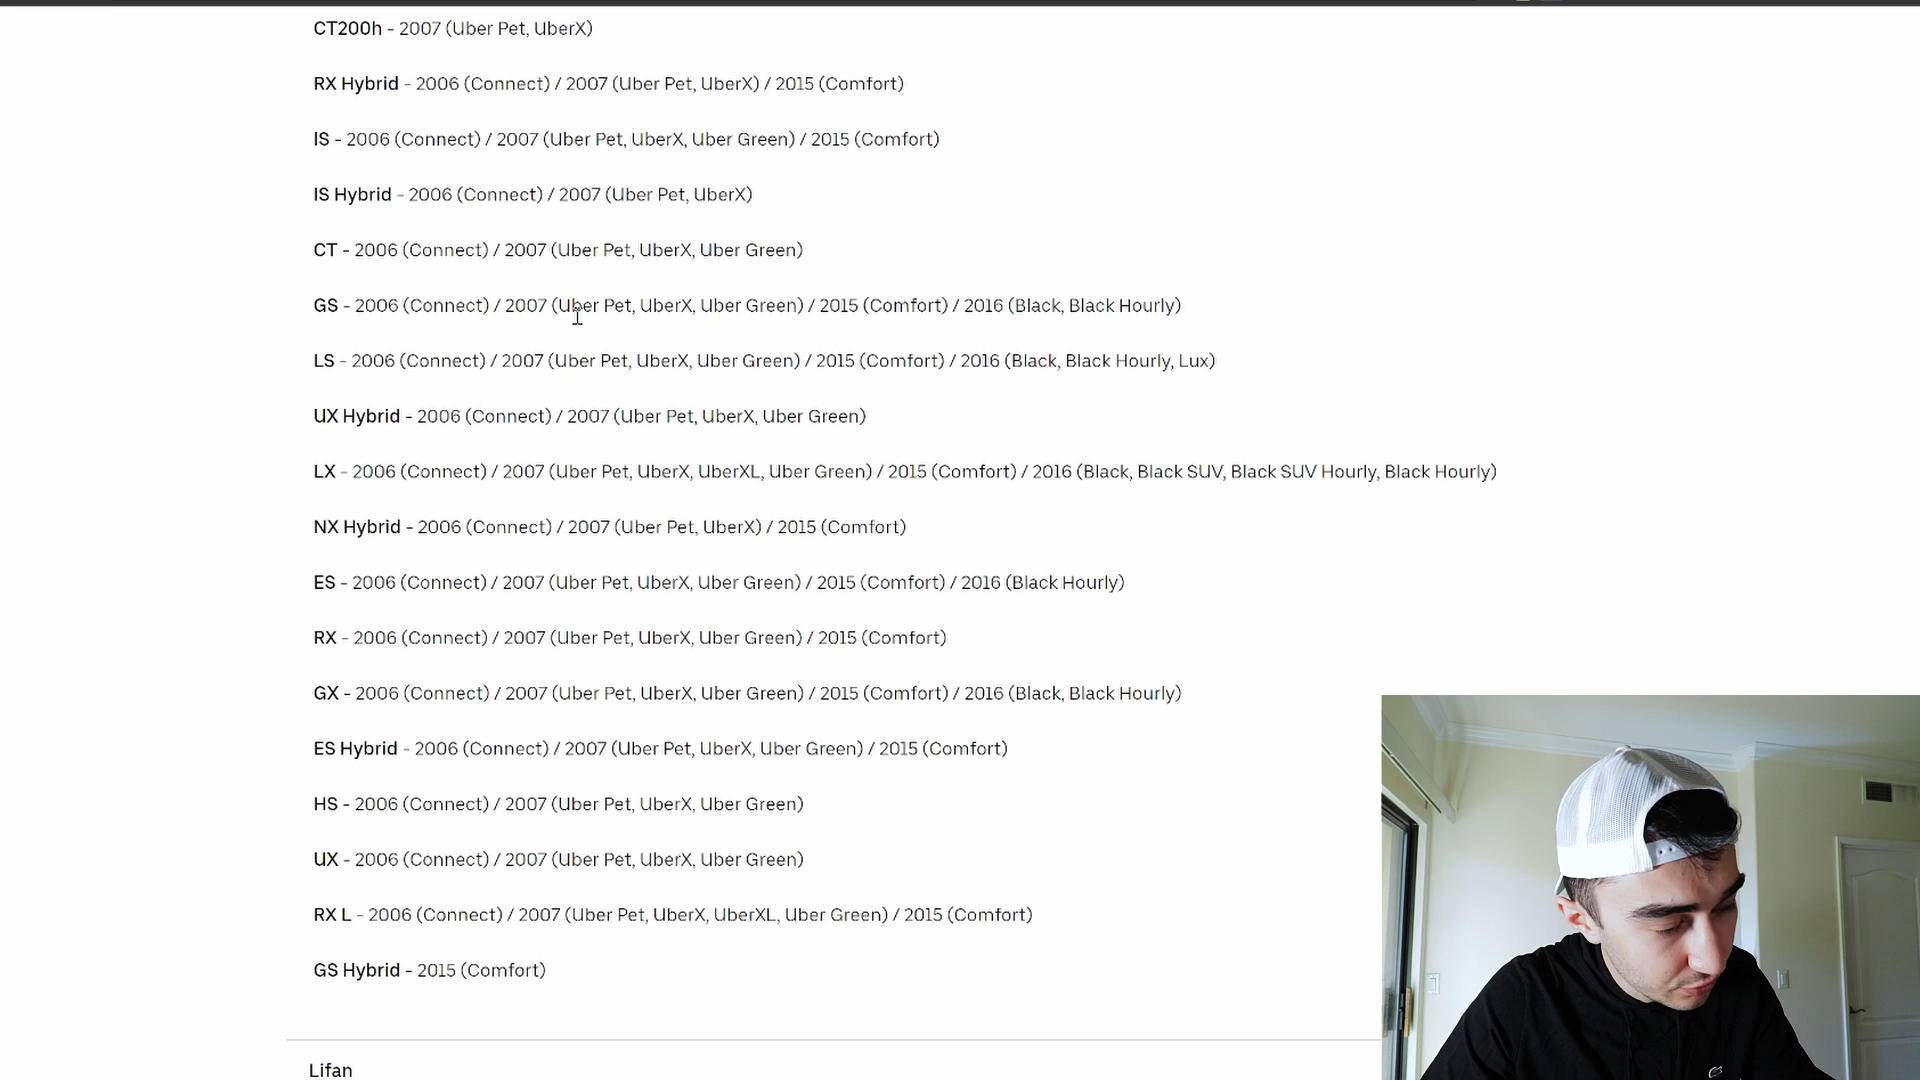 CT200h - 2007 (Uber Pet, UberX)
RX Hybrid - 2006 (Connect) / 2007 (Uber Pet, UberX) / 2015 (Comfort)
IS - 2006 (Connect) / 2007 (Uber Pet, UberX, Uber Green) / 2015 (Comfort)
IS Hybrid - 2006 (Connect) / 2007 (Uber Pet, UberX)
CT - 2006 (Connect) / 2007 (Uber Pet, UberX, Uber Green)
GS - 2006 (Connect) / 2007 (Uber Pet, UberX, Uber Green) / 2015 (Comfort) / 2016 (Black, Black Hourly)
LS - 2006 (Connect) / 2007 (Uber Pet, UberX, Uber Green) / 2015 (Comfort) / 2016 (Black, Black Hourly, Lux)
UX Hybrid - 2006 (Connect) / 2007 (Uber Pet, UberX, Uber Green)
LX - 2006 (Connect) / 2007 (Uber Pet, UberX, UberXL, Uber Green) / 2015 (Comfort) / 2016 (Black, Black SUV, Black SUV Hourly, Black Hourly)
NX Hybrid - 2006 (Connect) / 2007 (Uber Pet, UberX) / 2015 (Comfort)
ES - 2006 (Connect) / 2007 (Uber Pet, UberX, Uber Green) / 2015 (Comfort) / 2016 (Black Hourly)
RX - 2006 (Connect) / 2007 (Uber Pet, UberX, Uber Green) / 2015 (Comfort)
GX - 2006 (Connect) / 2007 (Uber Pet, UberX, Uber Green) / 2015 (Comfort) / 2016 (Black, Black Hourly)
ES Hybrid - 2006 (Connect) / 2007 (Uber Pet, UberX, Uber Green) / 2015 (Comfort)
HS - 2006 (Connect) / 2007 (Uber Pet, UberX, Uber Green)
UX - 2006 (Connect) / 2007 (Uber Pet, UberX, Uber Green)
RX L - 2006 (Connect) / 2007 (Uber Pet, UberX, UberXL, Uber Green) / 2015 (Comfort)
GS Hybrid - 2015 (Comfort)
Lifan